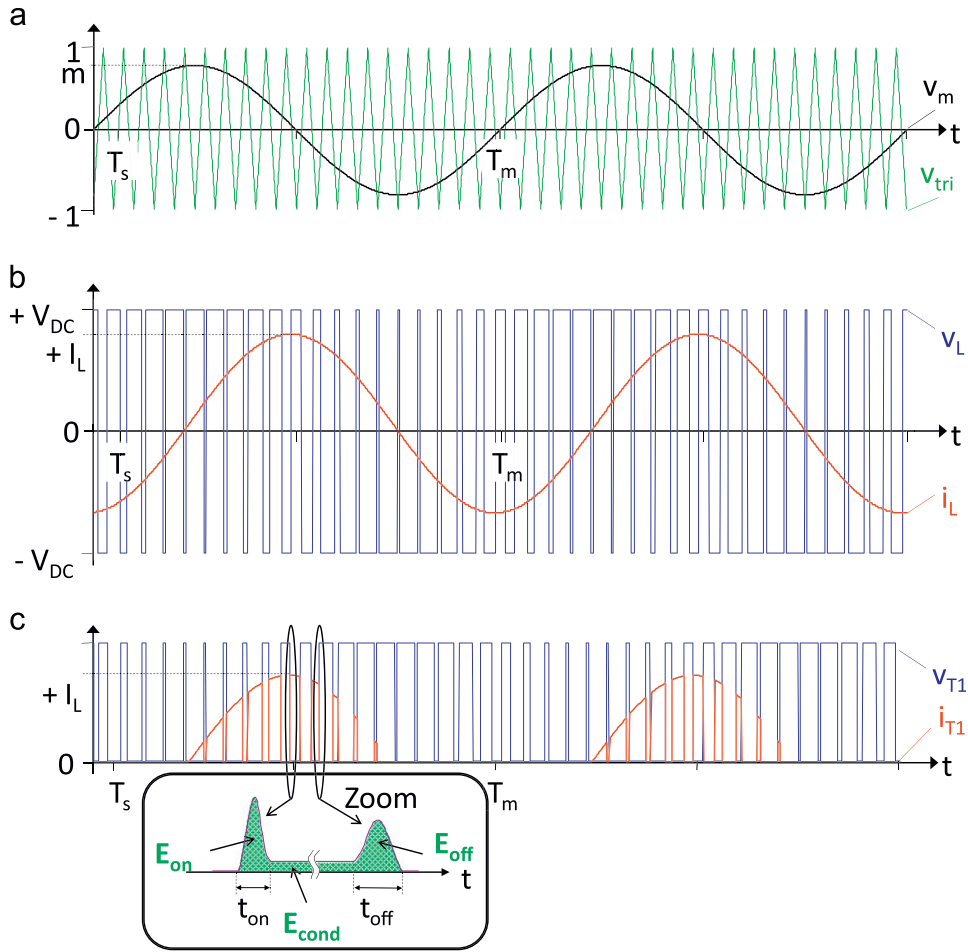 a
1
m
v_m
0
t
T_s
T_m
v_tri
- 1
b
+ V_DC
v_L
+ I_L
0
t
T_s
T_m
i_L
- V_DC
c
+ I_L
v_T1
i_T1
0
t
T_s
Zoom
T_m
E_on
E_off
t
t_on
E_cond
t_off